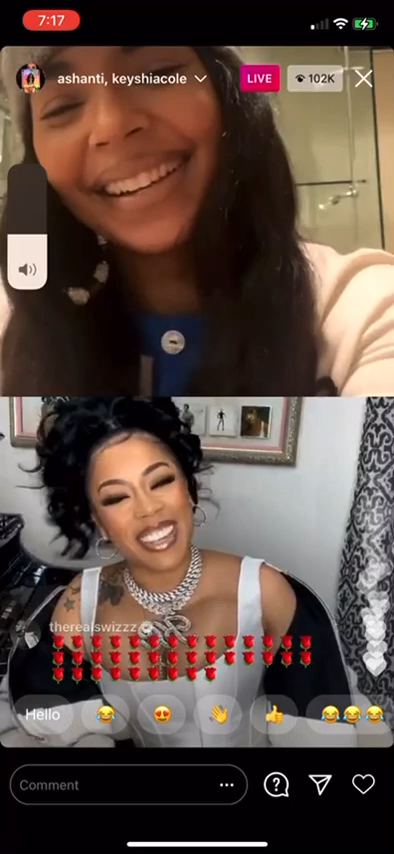 7:17
ashanti, keyshiacole
LIVE
102K
therealswizzz
🌹🌹🌹🌹🌹🌹🌹🌹🌹🌹🌹🌹🌹
🌹🌹🌹🌹🌹🌹🌹🌹🌹🌹🌹🌹🌹
🌹🌹🌹🌹🌹🌹🌹🌹
Hello 😂 😍 👋 👍 😂😂😂
Comment ...